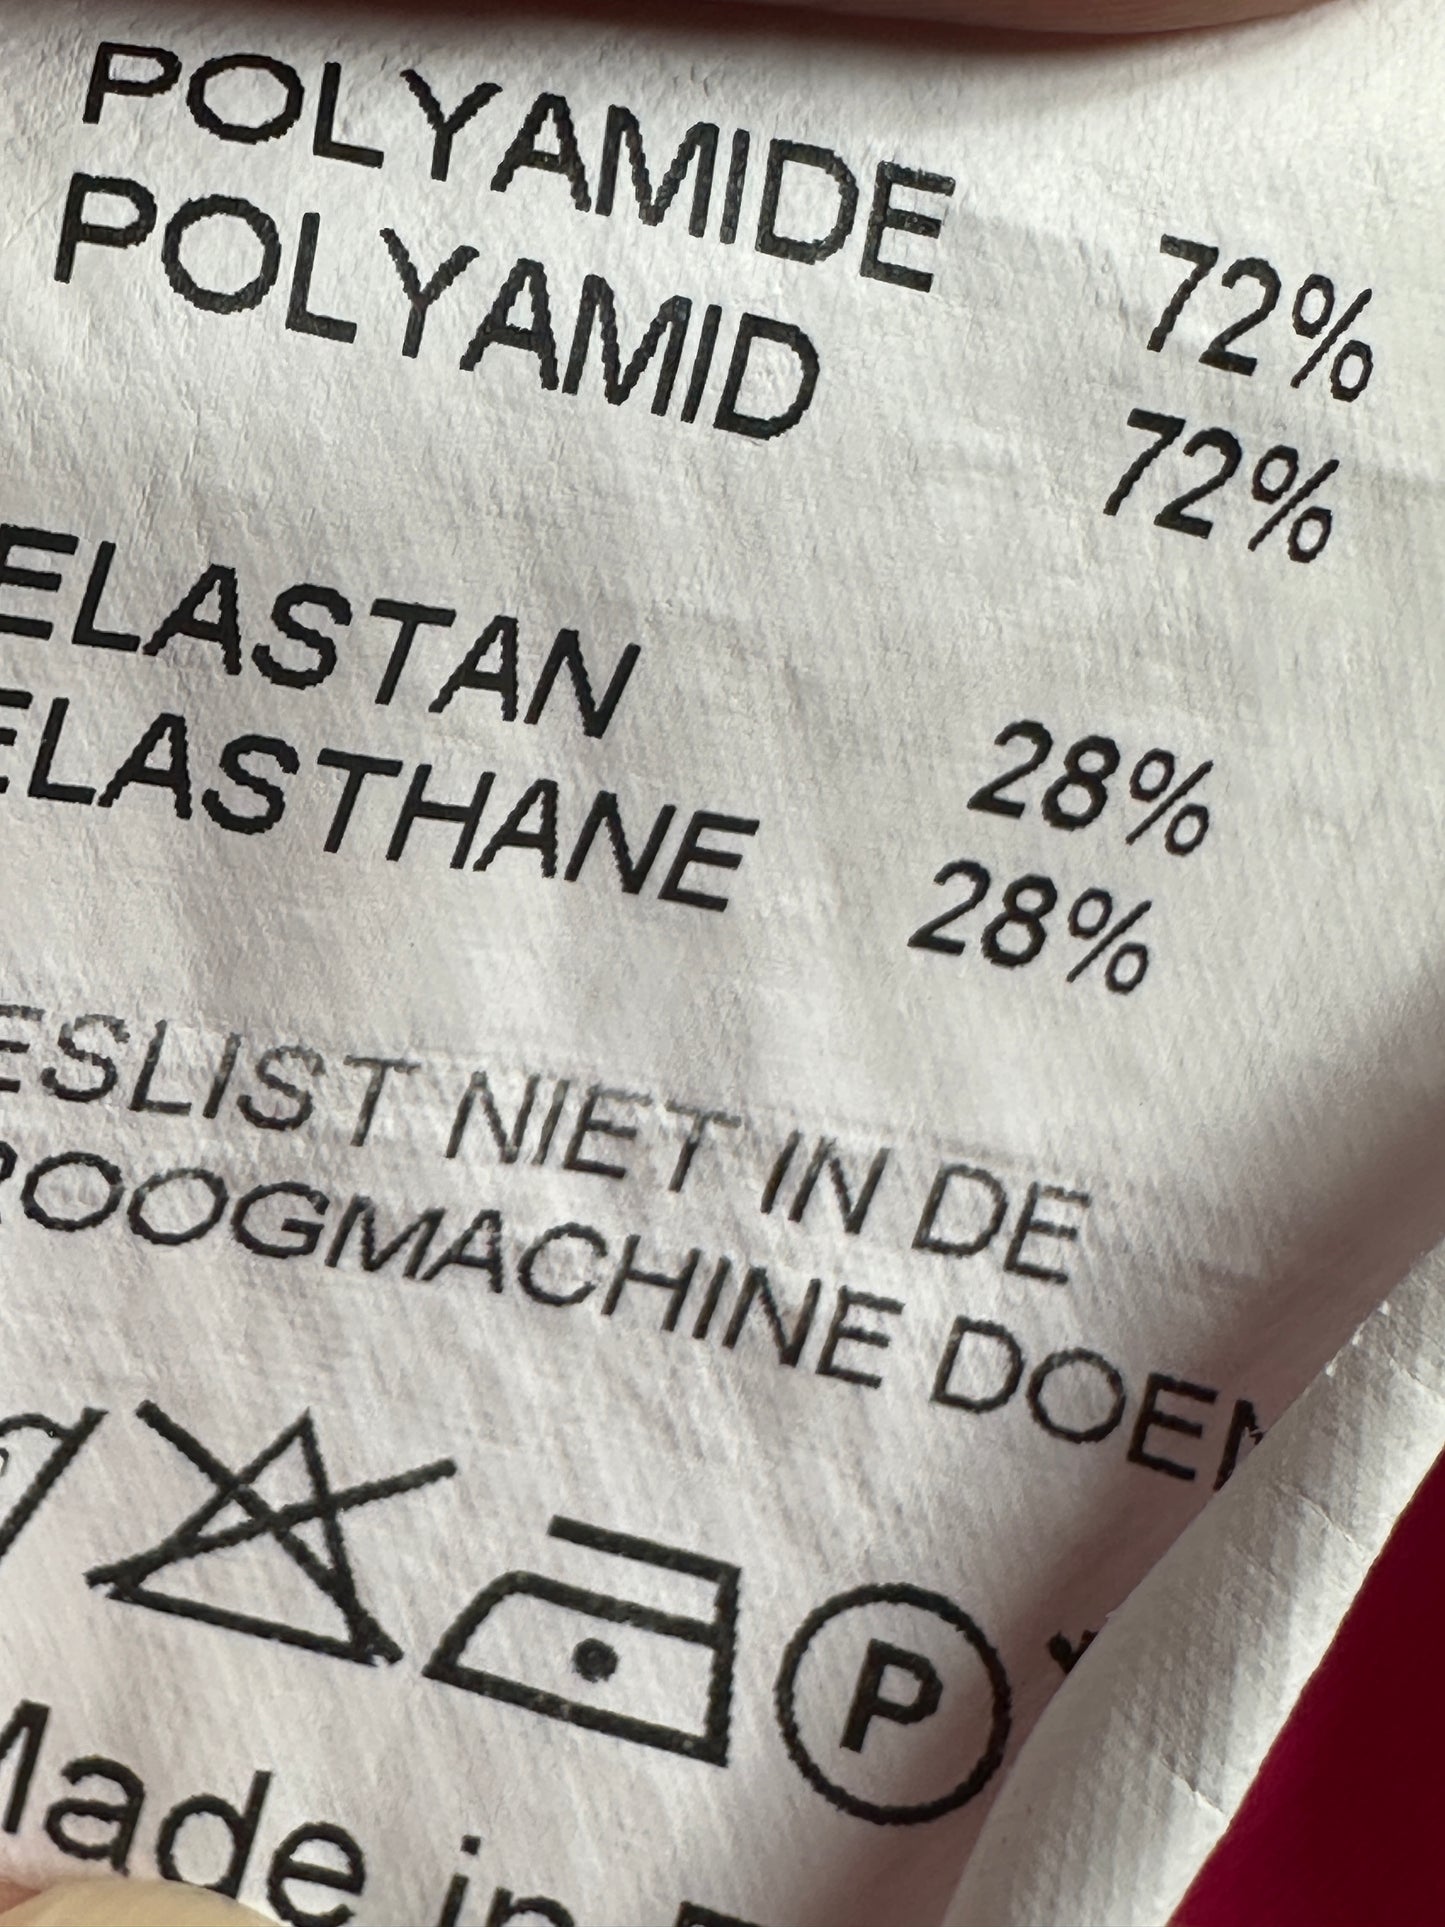 POLYAMIDE 72%
POLYAMID 72%
ELASTAN 28%
ELASTHANE 28%
ESLIST NIET IN DE
ROOGMACHINE DOEN
P
Made in